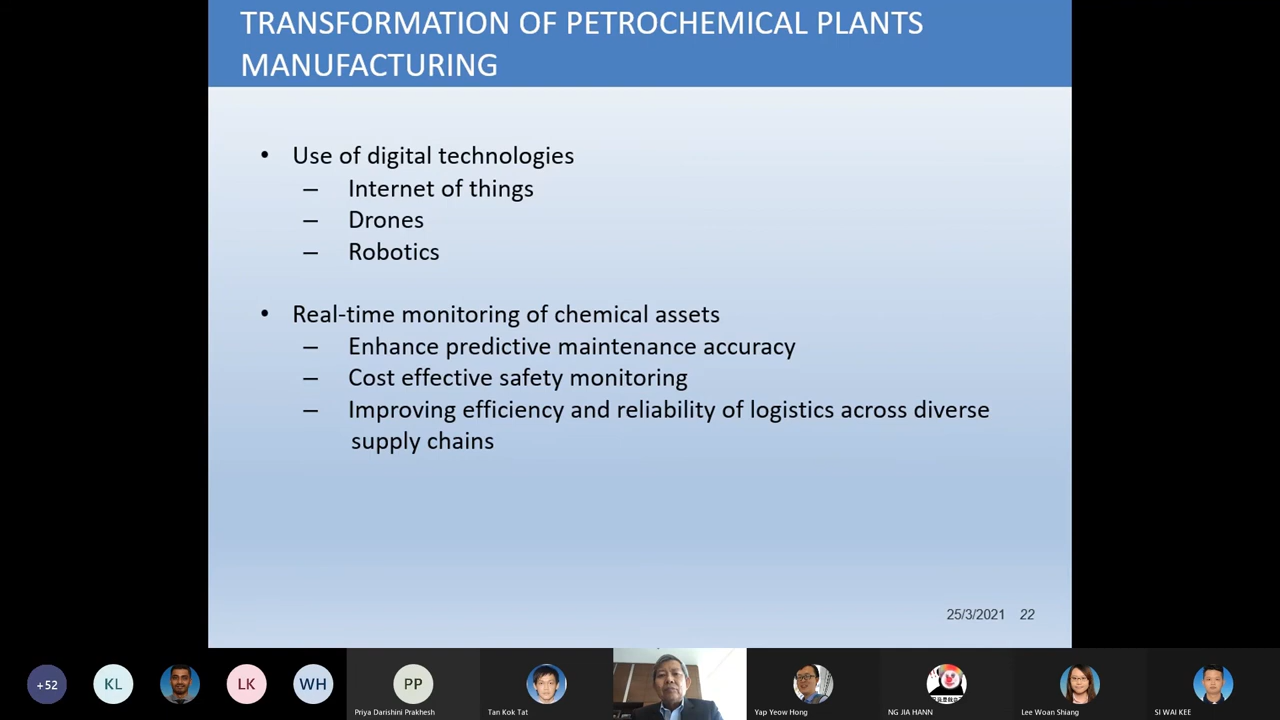 TRANSFORMATION OF PETROCHEMICAL PLANTS
MANUFACTURING
• Use of digital technologies
– Internet of things
– Drones
– Robotics
• Real-time monitoring of chemical assets
– Enhance predictive maintenance accuracy
– Cost effective safety monitoring
– Improving efficiency and reliability of logistics across diverse
supply chains
25/3/2021 22
+52
KL
LK
WH
PP
Priya Darishini Prakhesh
Tan Kok Tat
Yap Yeow Hong
NG JIA HANN
Lee Woan Shiang
SI WAI KEE